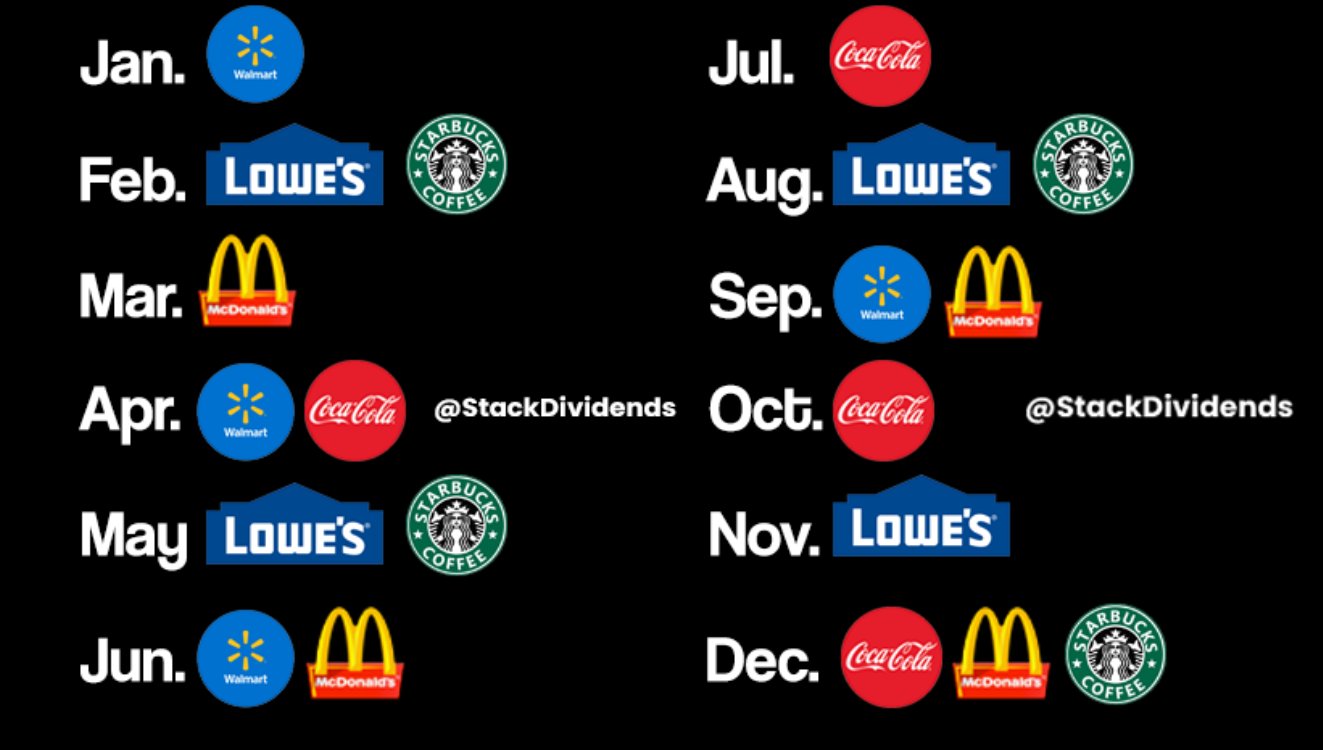 Jan. Walmart
Feb. LOWE'S STARBUCKS COFFEE
Mar. McDonald's
Apr. Walmart Coca-Cola @StackDividends
May LOWE'S STARBUCKS COFFEE
Jun. Walmart McDonald's
Jul. Coca-Cola
Aug. LOWE'S STARBUCKS COFFEE
Sep. Walmart McDonald's
Oct. Coca-Cola @StackDividends
Nov. LOWE'S
Dec. Coca-Cola McDonald's STARBUCKS COFFEE